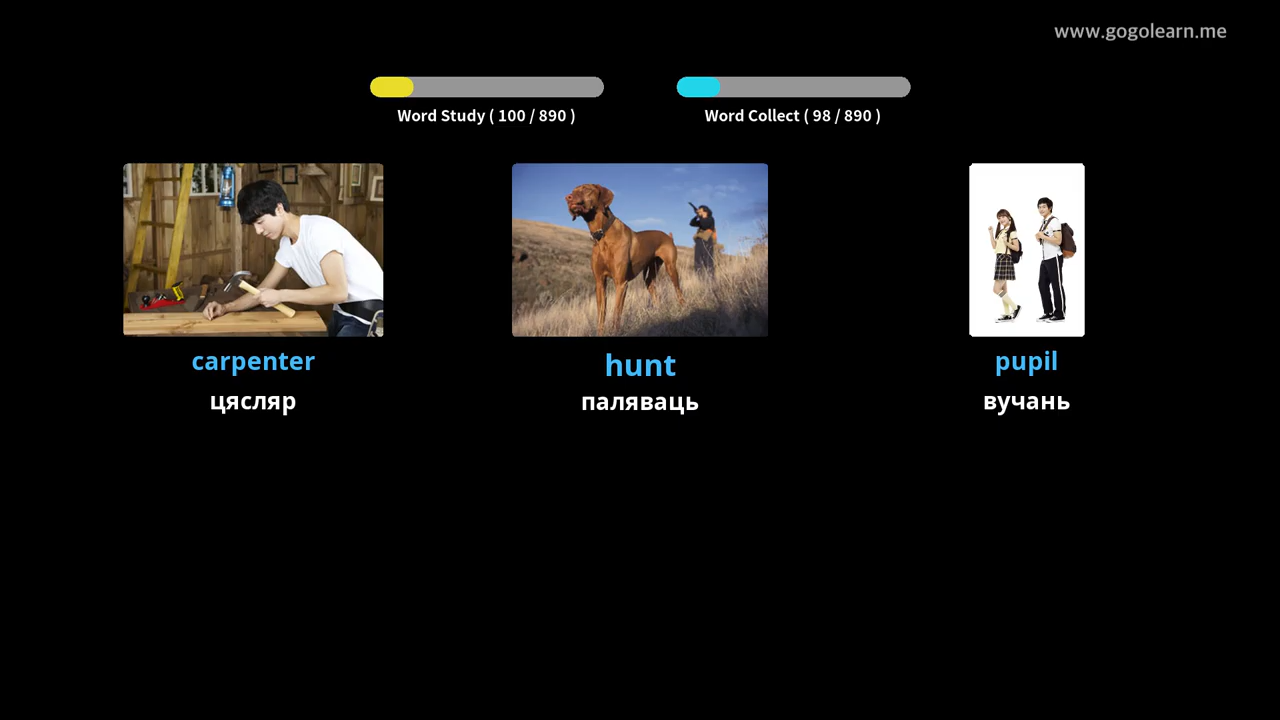 www.gogolearn.me
Word Study ( 100 / 890 )
Word Collect ( 98 / 890 )
carpenter
цясляр
hunt
паляваць
pupil
вучань